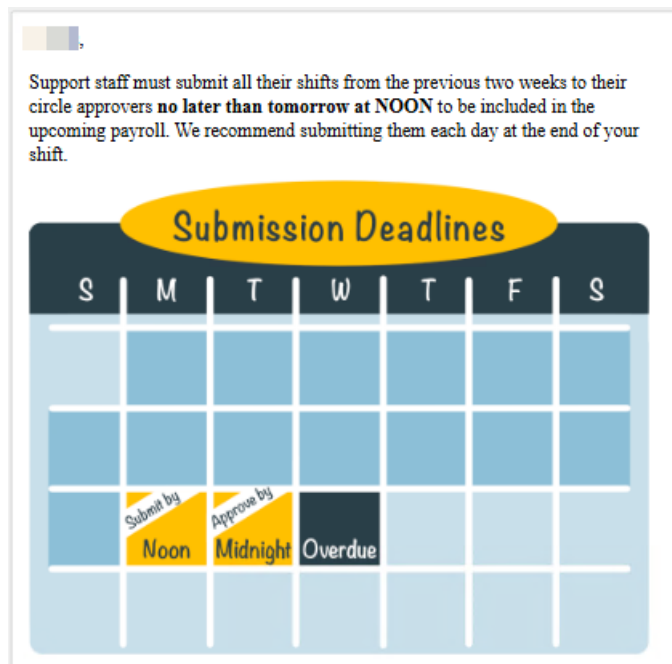 ,
Support staff must submit all their shifts from the previous two weeks to their
circle approvers no later than tomorrow at NOON to be included in the
upcoming payroll. We recommend submitting them each day at the end of your
shift.
Submission Deadlines
S M T W T F S
Submit by Approve by
Noon Midnight Overdue